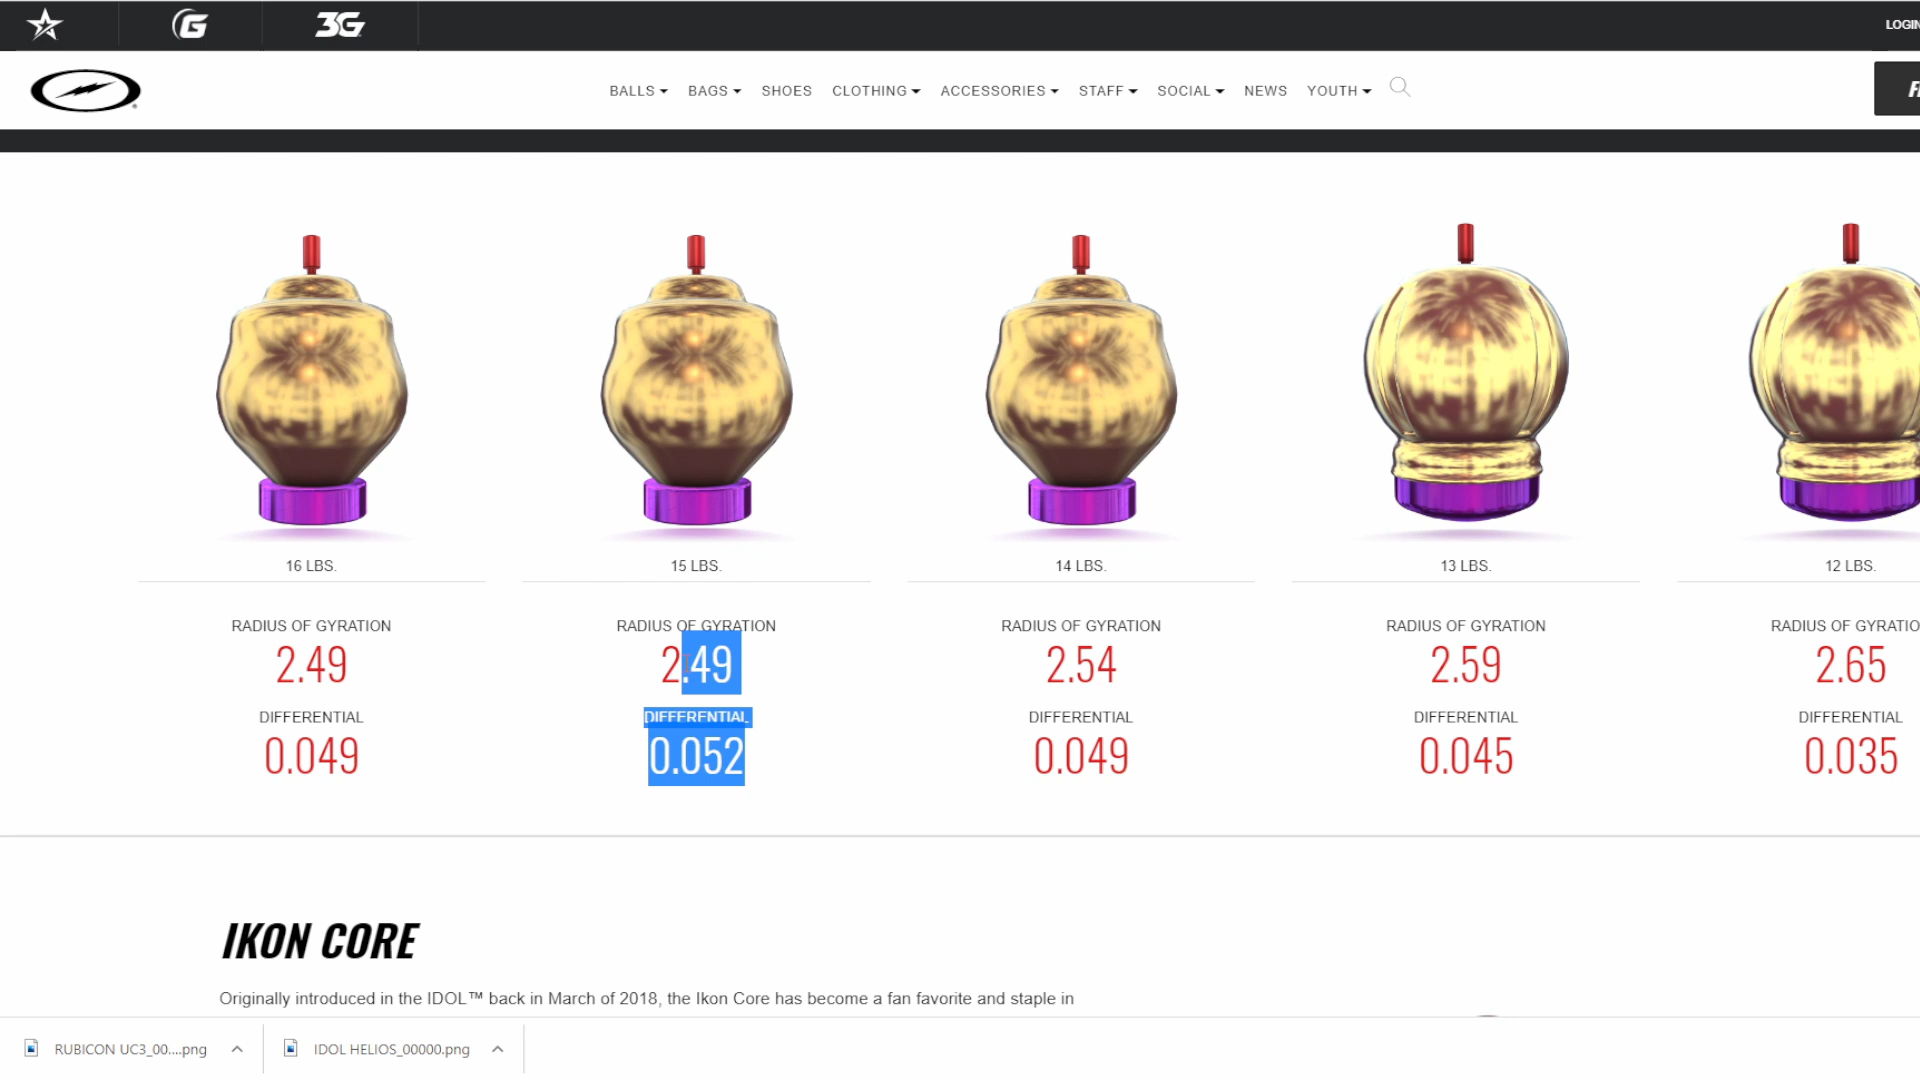 G 3G LOGIN
BALLS BAGS SHOES CLOTHING ACCESSORIES STAFF SOCIAL NEWS YOUTH
16 LBS. 15 LBS. 14 LBS. 13 LBS. 12 LBS.
RADIUS OF GYRATION RADIUS OF GYRATION RADIUS OF GYRATION RADIUS OF GYRATION RADIUS OF GYRATIO
2.49 2.49 2.54 2.59 2.65
DIFFERENTIAL DIFFERENTIAL DIFFERENTIAL DIFFERENTIAL DIFFERENTIAL
0.049 0.052 0.049 0.045 0.035
IKON CORE
Originally introduced in the IDOL™ back in March of 2018, the Ikon Core has become a fan favorite and staple in
RUBICON UC3_00....png IDOL HELIOS_00000.png